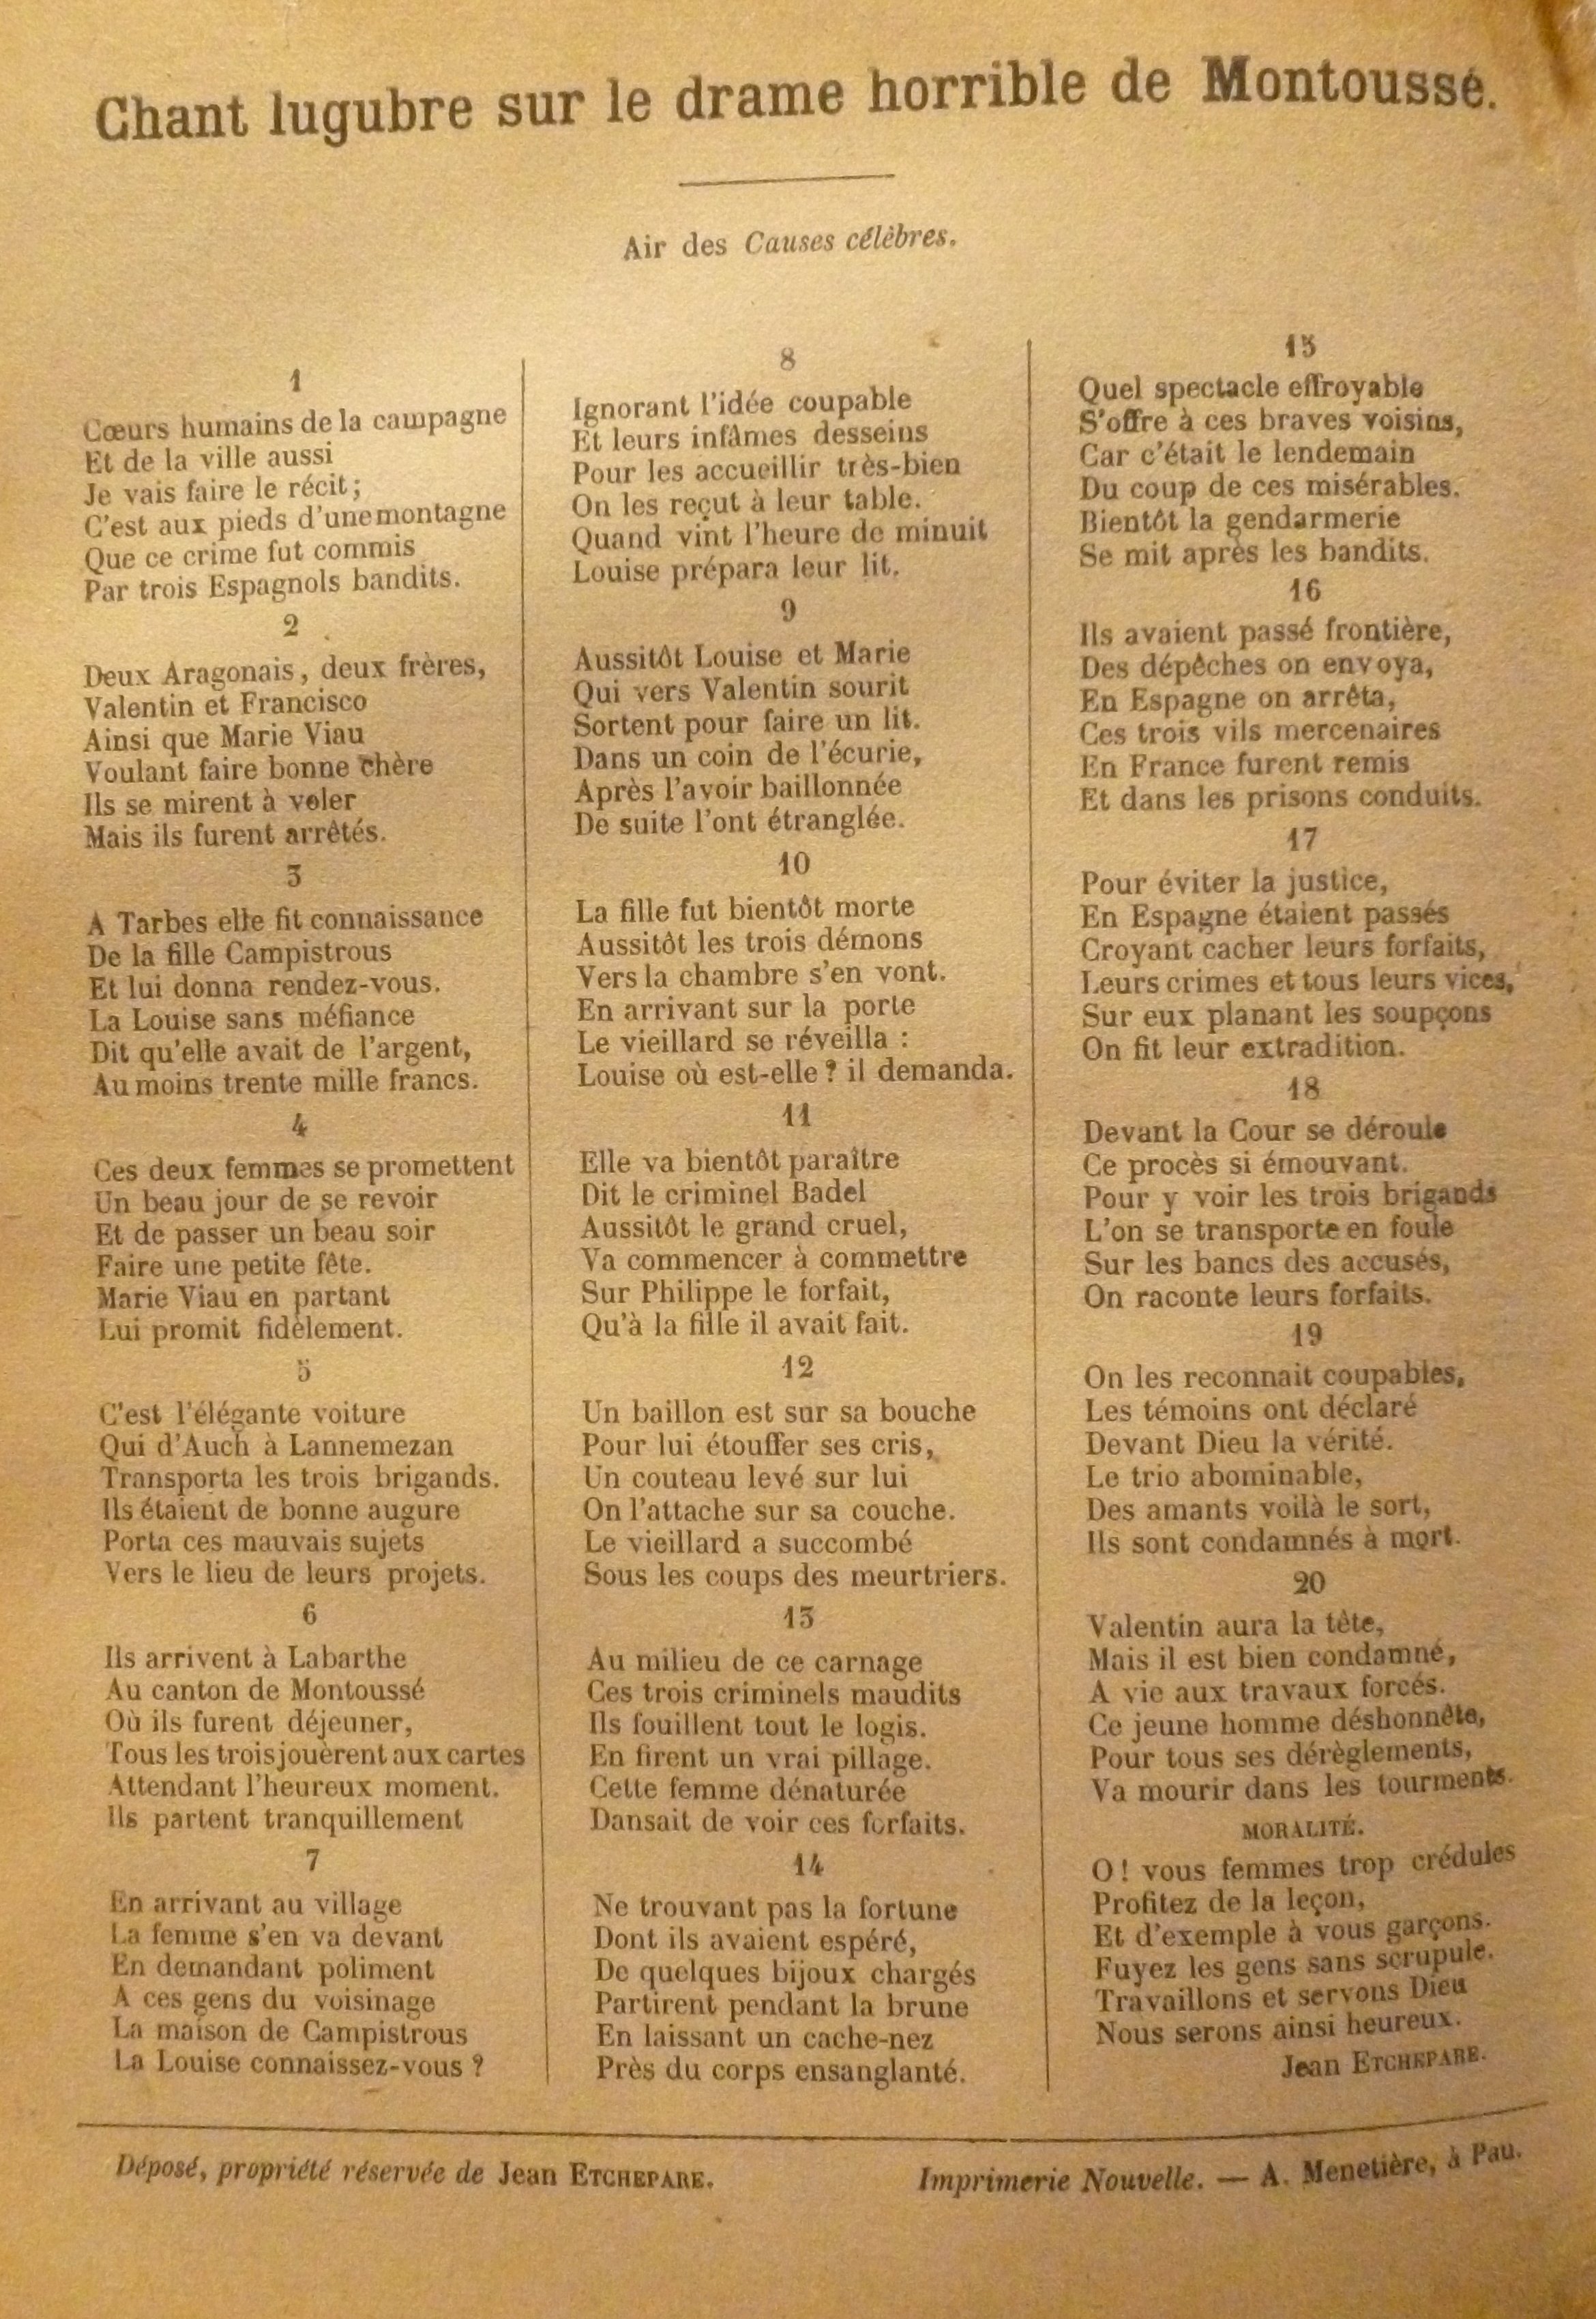 Chant lugubre sur le drame horrible de Montoussé.
Air des Causes célèbres.
1
Cœurs humains de la campagne
Et de la ville aussi
Je vais faire le récit;
C'est aux pieds d'une montagne
Que ce crime fut commis
Par trois Espagnols bandits.
2
Deux Aragonais, deux frères,
Valentin et Francisco
Ainsi que Marie Viau
Voulant faire bonne chère
Ils se mirent à voler
Mais ils furent arrêtés.
3
A Tarbes elle fit connaissance
De la fille Campistrous
Et lui donna rendez-vous.
La Louise sans méfiance
Dit qu'elle avait de l'argent,
Au moins trente mille francs.
4
Ces deux femmes se promettent
Un beau jour de se revoir
Et de passer un beau soir
Faire une petite fête.
Marie Viau en partant
Lui promit fidèlement.
5
C'est l'élégante voiture
Qui d'Auch à Lannemezan
Transporta les trois brigands.
Ils étaient de bonne augure
Porta ces mauvais sujets
Vers le lieu de leurs projets.
6
Ils arrivent à Labarthe
Au canton de Montoussé
Où ils furent déjeuner,
Tous les trois jouèrent aux cartes
Attendant l'heureux moment.
Ils partent tranquillement
7
En arrivant au village
La femme s'en va devant
En demandant poliment
A ces gens du voisinage
La maison de Campistrous
La Louise connaissez-vous ?
8
Ignorant l'idée coupable
Et leurs infâmes desseins
Pour les accueillir très-bien
On les reçut à leur table.
Quand vint l'heure de minuit
Louise prépara leur lit.
9
Aussitôt Louise et Marie
Qui vers Valentin sourit
Sortent pour faire un lit.
Dans un coin de l'écurie,
Après l'avoir baillonnée
De suite l'ont étranglée.
10
La fille fut bientôt morte
Aussitôt les trois démons
Vers la chambre s'en vont.
En arrivant sur la porte
Le vieillard se réveilla :
Louise où est-elle ? il demanda.
11
Elle va bientôt paraître
Dit le criminel Badel
Aussitôt le grand cruel,
Va commencer à commettre
Sur Philippe le forfait,
Qu'à la fille il avait fait.
12
Un baillon est sur sa bouche
Pour lui étouffer ses cris,
Un couteau levé sur lui
On l'attache sur sa couche.
Le vieillard a succombé
Sous les coups des meurtriers.
13
Au milieu de ce carnage
Ces trois criminels maudits
Ils fouillent tout le logis.
En firent un vrai pillage.
Cette femme dénaturée
Dansait de voir ces forfaits.
14
Ne trouvant pas la fortune
Dont ils avaient espéré,
De quelques bijoux chargés
Partirent pendant la brune
En laissant un cache-nez
Près du corps ensanglanté.
15
Quel spectacle effroyable
S'offre à ces braves voisins,
Car c'était le lendemain
Du coup de ces misérables.
Bientôt la gendarmerie
Se mit après les bandits.
16
Ils avaient passé frontière,
Des dépêches on envoya,
En Espagne on arrêta,
Ces trois vils mercenaires
En France furent remis
Et dans les prisons conduits.
17
Pour éviter la justice,
En Espagne étaient passés
Croyant cacher leurs forfaits,
Leurs crimes et tous leurs vices,
Sur eux planant les soupçons
On fit leur extradition.
18
Devant la Cour se déroule
Ce procès si émouvant.
Pour y voir les trois brigands
L'on se transporte en foule
Sur les bancs des accusés,
On raconte leurs forfaits.
19
On les reconnait coupables,
Les témoins ont déclaré
Devant Dieu la vérité.
Le trio abominable,
Des amants voilà le sort,
Ils sont condamnés à mort.
20
Valentin aura la tête,
Mais il est bien condamné,
A vie aux travaux forcés.
Ce jeune homme déshonnête,
Pour tous ses dérèglements,
Va mourir dans les tourments.
MORALITÉ.
O ! vous femmes trop crédules
Profitez de la leçon,
Et d'exemple à vous garçons.
Fuyez les gens sans scrupule.
Travaillons et servons Dieu
Nous serons ainsi heureux.
Jean ETCHEPARE.
Déposé, propriété réservée de Jean ETCHEPARE.
Imprimerie Nouvelle. — A. Menetière, à Pau.